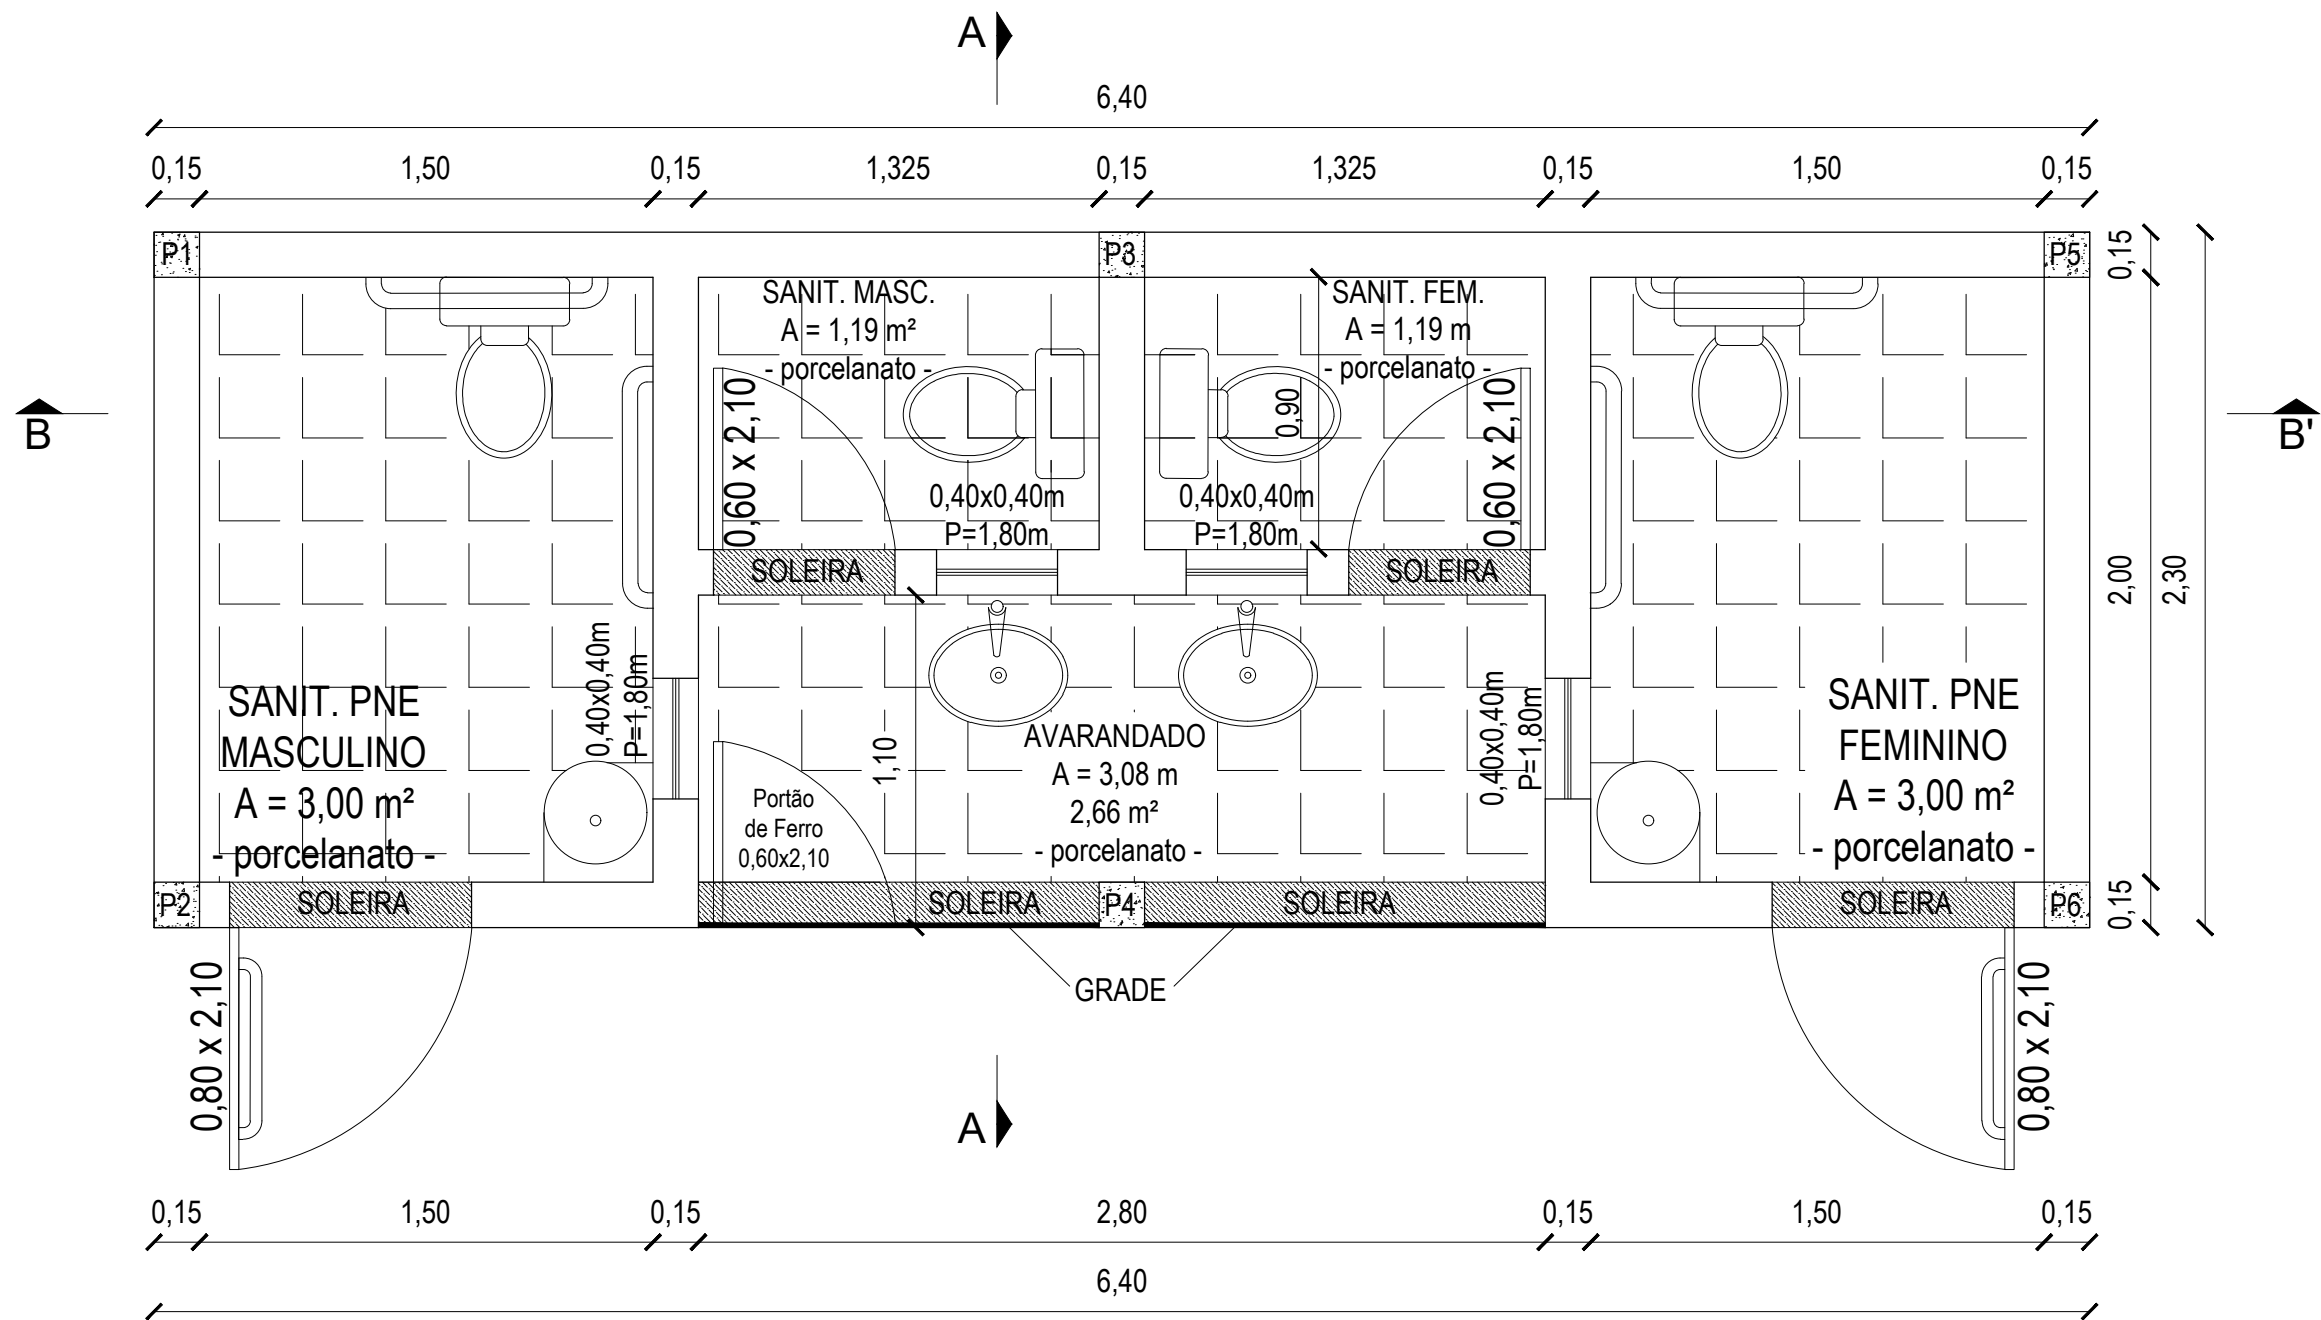 A
6,40
0,15
1,50
0,15
1,325
0,15
1,325
0,15
1,50
0,15
P1
P3
P5
0,15
SANIT. MASC.
A = 1,19 m²
- porcelanato -
SANIT. FEM.
A = 1,19 m
- porcelanato -
0,60 x 2,10
0,90
0,60 x 2,10
B
B'
0,40x0,40m
P=1,80m
0,40x0,40m
P=1,80m
SOLEIRA
SOLEIRA
2,00
2,30
0,40x0,40m
P=1,80m
SANIT. PNE
MASCULINO
A = 3,00 m²
- porcelanato -
1,10
Portão
de Ferro
0,60x2,10
AVARANDADO
A = 3,08 m
2,66 m²
- porcelanato -
0,40x0,40m
P=1,80m
SANIT. PNE
FEMININO
A = 3,00 m²
- porcelanato -
P2
SOLEIRA
SOLEIRA
P4
SOLEIRA
SOLEIRA
P6
0,15
GRADE
0,80 x 2,10
0,80 x 2,10
A
0,15
1,50
0,15
2,80
0,15
1,50
0,15
6,40